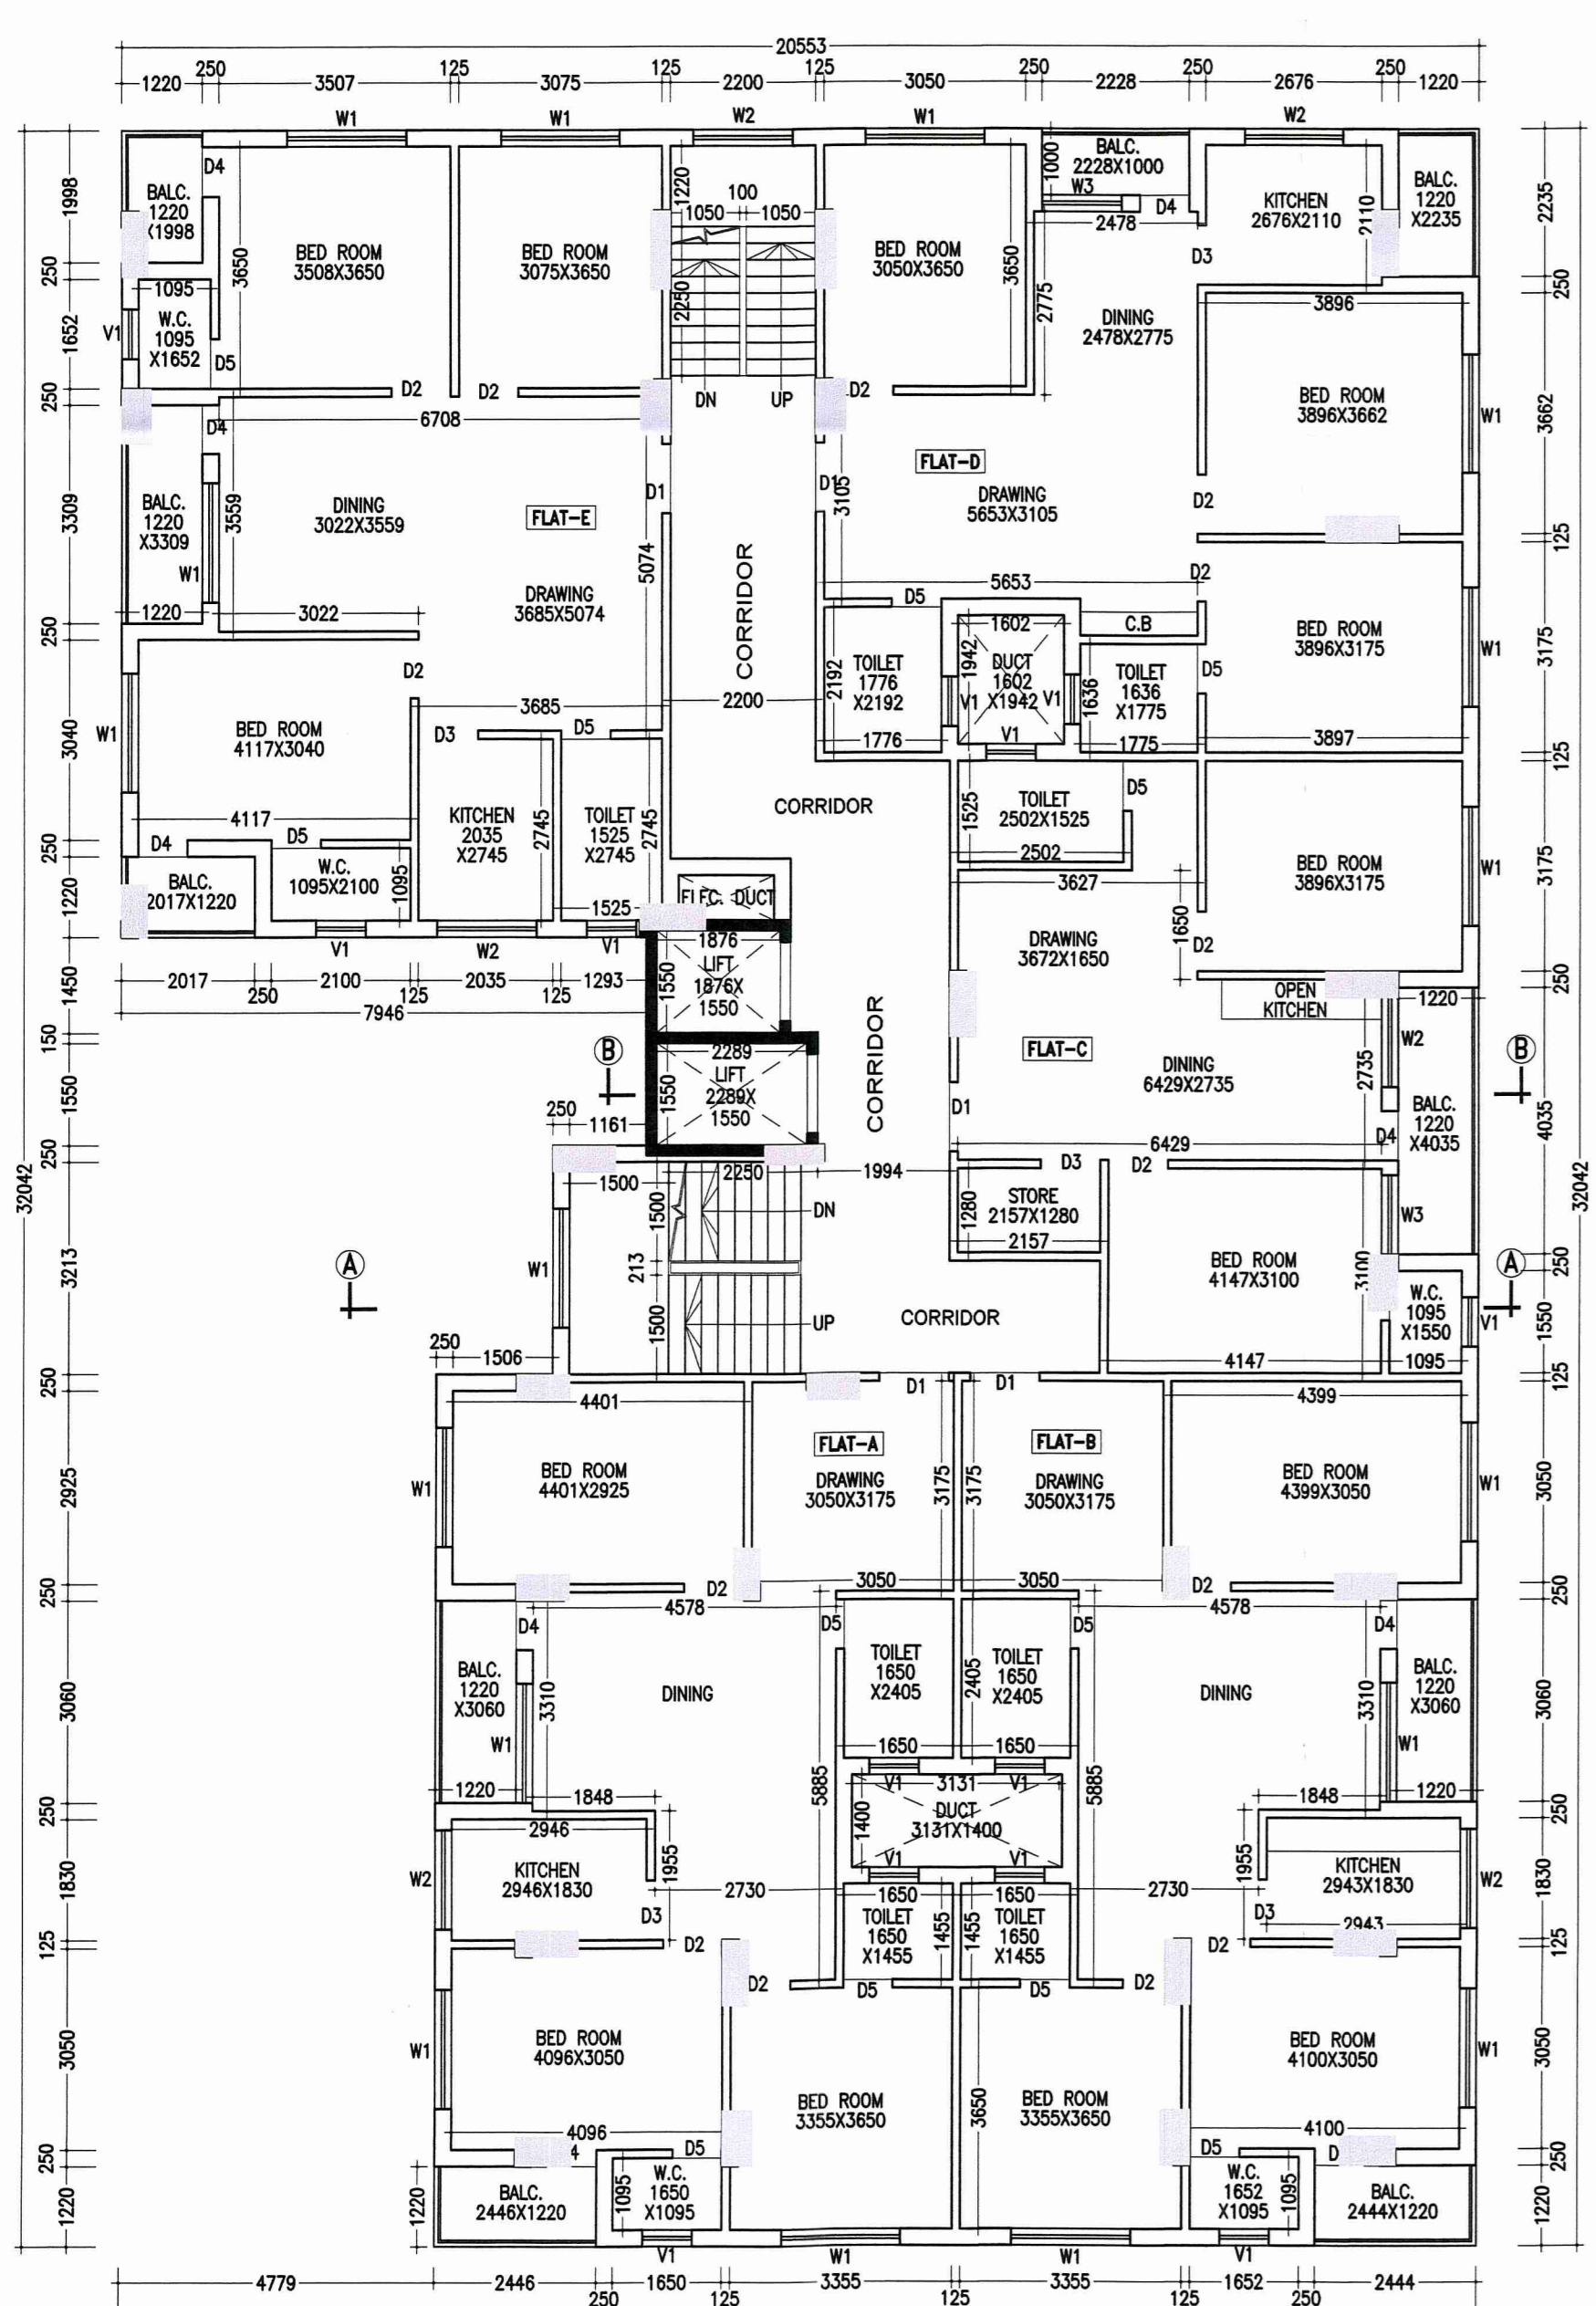 20553
1220 250 3507 125 3075 125 2200 125 3050 250 2228 250 2676 250 1220
W1 W1 W2 W1 W2
D4
BALC.
1220
X1998
BED ROOM
3508X3650
3650
BED ROOM
3075X3650
1220
100
1050 1050
2250
DN UP
BED ROOM
3050X3650
3650
1000
BALC.
2228X1000
W3 D4
2478
KITCHEN
2676X2110
2110
BALC.
1220
X2235
D3
2775
DINING
2478X2775
3896
BED ROOM
3896X3662
W1
1095
V1
W.C.
1095
X1652
D5
D2 D2 D2
D4
6708
3559
BALC.
1220
X3309
W1
DINING
3022X3559
FLAT-E
D1
5074
DRAWING
3685X5074
1220 3022
CORRIDOR
FLAT-D
D1
3105
DRAWING
5653X3105
D2
5653
D2
D5
C.B
BED ROOM
3896X3175
W1
D2
3685
2200
W1
BED ROOM
4117X3040
4117
D3 D5
KITCHEN
2035
X2745
2745
TOILET
1525
X2745
2745
1525
TOILET
1776
X2192
2192
1776
1602
1942
DUCT
1602
X1942
V1 V1
V1
1636
TOILET
1636
X1775
1775
D5
3897
CORRIDOR
TOILET
2502X1525
1525
2502
D5
3627
BED ROOM
3896X3175
W1
D4 D5
W.C.
1095X2100
1095
BALC.
2017X1220
V1 W2 V1
ELEC. DUCT
1876
LIFT
1876X
1550
1550
DRAWING
3672X1650
1650
D2
OPEN
KITCHEN
1220
W2
2017 250 2100 125 2035 125 1293
7946
B
2289
LIFT
2289X
1550
1550
CORRIDOR
FLAT-C
DINING
6429X2735
2735
BALC.
1220
X4035
D4
B
D1
6429
250 1161
1500
2250
1994
D3 D2
STORE
2157X1280
1280
2157
W3
1500
DN
213
1500
UP
W1
A
CORRIDOR
BED ROOM
4147X3100
3100
W.C.
1095
X1550
V1
A
4147 1095
250 1506
D1 D1
4401
BED ROOM
4401X2925
W1
FLAT-A
DRAWING
3050X3175
3175
FLAT-B
DRAWING
3050X3175
3175
4399
BED ROOM
4399X3050
W1
D2 3050 3050 D2
4578 4578
D4 D5 D5 D4
BALC.
1220
X3060
W1
3310
DINING
TOILET
1650
X2405
TOILET
1650
X2405
2405
DINING
3310
BALC.
1220
X3060
W1
1650 1650
V1 3131 V1
1220 1848
1848 1220
5885
1400
DUCT
3131X1400
V1 V1
5885
2946
W2
KITCHEN
2946X1830
1955
D3
2730
1650 1650
TOILET
1650
X1455
1455
TOILET
1650
X1455
1455
2730
1955
D3
KITCHEN
2943X1830
2943
W2
D2 D2 D5 D5 D2 D2
W1
BED ROOM
4096X3050
4096
BED ROOM
3355X3650
3650
BED ROOM
3355X3650
BED ROOM
4100X3050
4100
W1
4 D5 D5 D
BALC.
2446X1220
1220
W.C.
1650
X1095
1095
W.C.
1652
X1095
1095
BALC.
2444X1220
V1 W1 W1 V1
4779 2446 250 1650 125 3355 125 3355 125 1652 250 2444
32042
1998
250
1652
250
3309
250
3040
250
1220
1450
150
1550
250
3213
250
2925
250
3060
250
1830
125
3050
250
1220
2235
250
3662
125
3175
125
3175
250
4035
250
1550
125
3050
250
3060
250
1830
125
3050
250
1220
32042